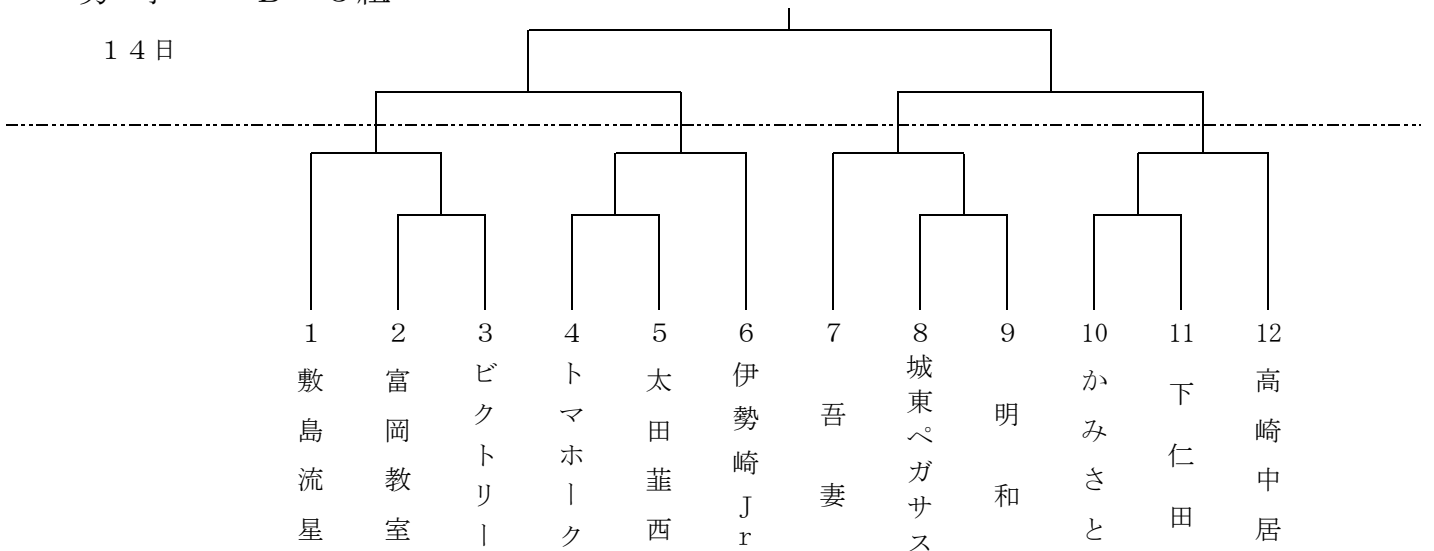 14日
1
2
3
4
5
6
7
8
9
10
11
12
敷島流星
富岡教室
ビクトリー
トマホーク
太田韮西
伊勢崎Jr
吾妻
城東ペガサス
明和
かみさと
下仁田
高崎中居